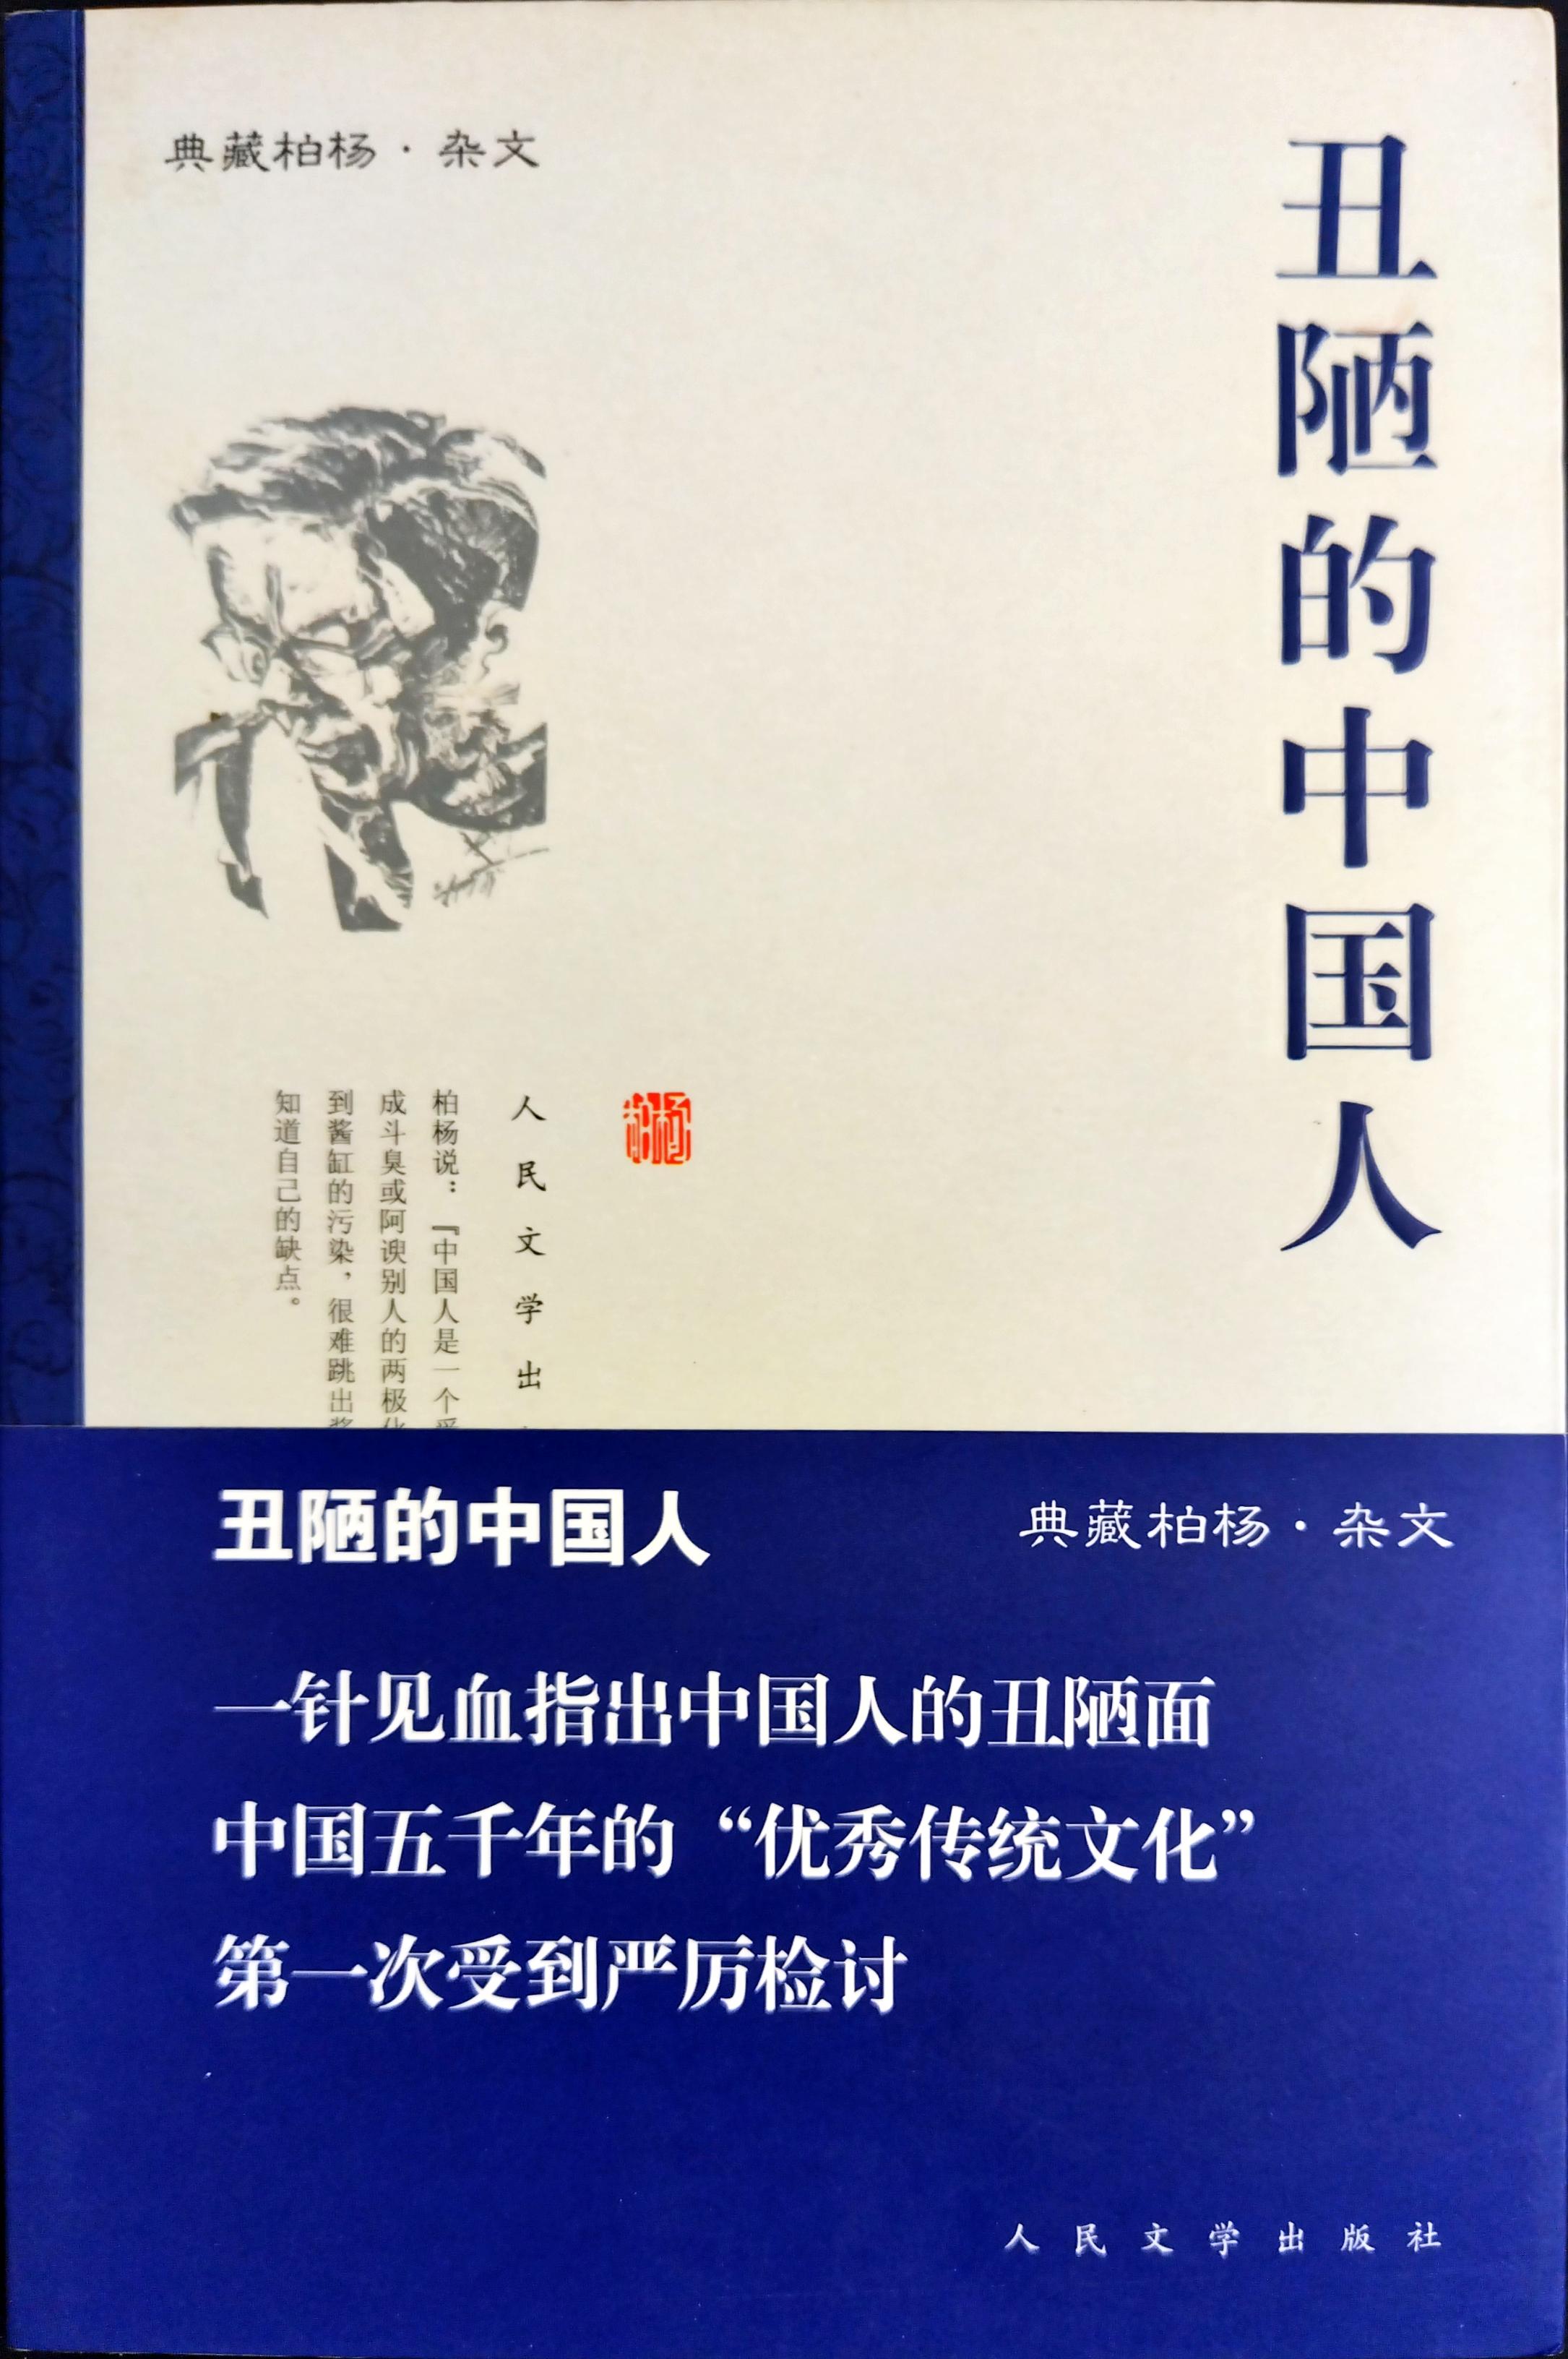 典藏柏杨·杂文
丑陋的中国人
柏杨
人民文学出
柏杨说：『中国人是一个受
成斗臭或阿谀别人的两极化
到酱缸的污染，很难跳出酱
知道自己的缺点。
丑陋的中国人
典藏柏杨·杂文
一针见血指出中国人的丑陋面
中国五千年的“优秀传统文化”
第一次受到严厉检讨
人民文学出版社